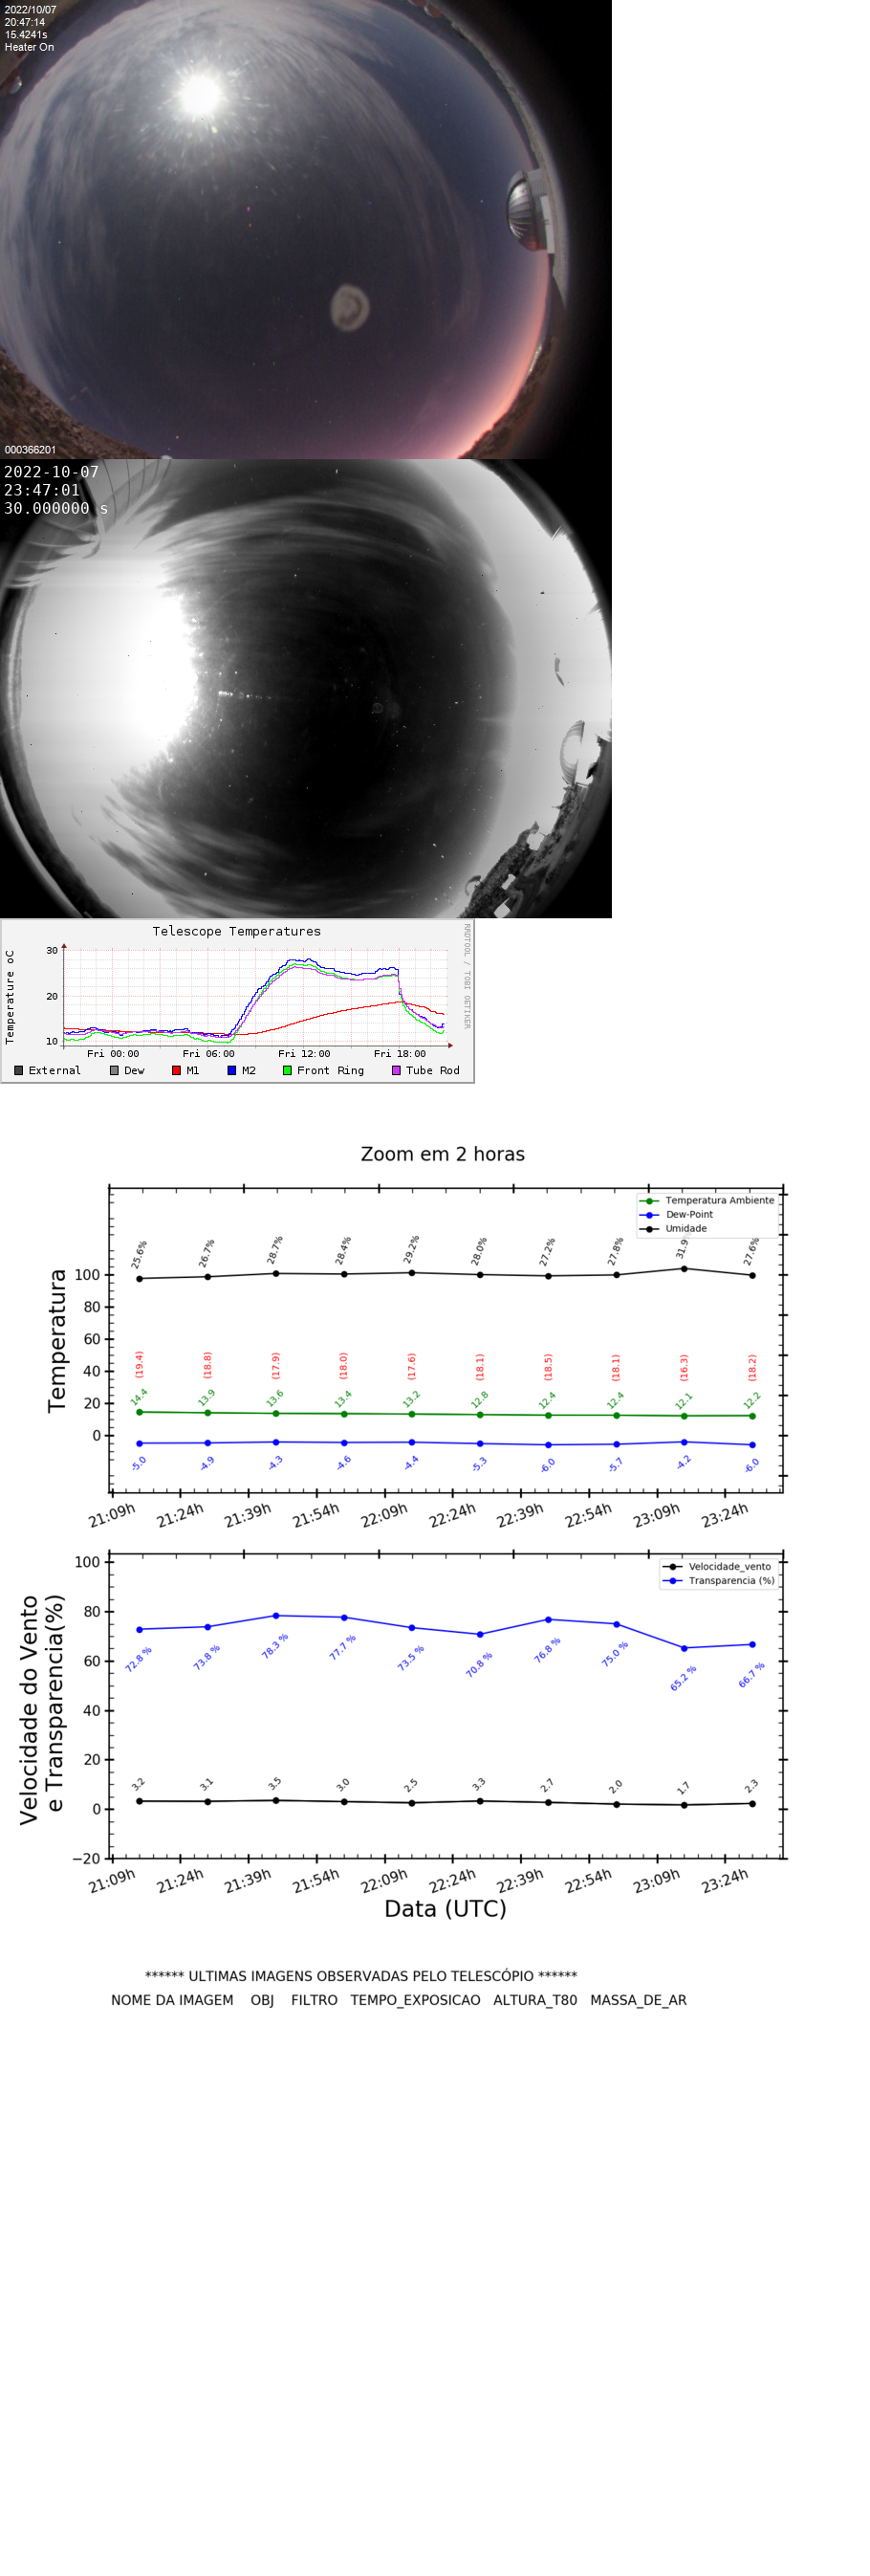 2022/10/07
20:47:14
15.4241s
Heater On
000366201
2022-10-07
23:47:01
30.000000 s
Telescope Temperatures
RRDTOOL / TOBI OETIKER
Temperature oC
30
20
10
Fri 00:00 Fri 06:00 Fri 12:00 Fri 18:00
External Dew M1 M2 Front Ring Tube Rod
Zoom em 2 horas
Temperatura Ambiente
Dew-Point
Umidade
25.6% 26.7% 28.7% 28.4% 29.2% 28.0% 27.2% 27.8% 31.9 27.6%
Temperatura
100
80
60
40
20
0
(19.4) (18.8) (17.9) (18.0) (17.6) (18.1) (18.5) (18.1) (16.3) (18.2)
14.4 13.9 13.6 13.4 13.2 12.8 12.4 12.4 12.1 12.2
-5.0 -4.9 -4.3 -4.6 -4.4 -5.3 -6.0 -5.7 -4.2 -6.0
21:09h 21:24h 21:39h 21:54h 22:09h 22:24h 22:39h 22:54h 23:09h 23:24h
Velocidade_vento
Transparencia (%)
Velocidade do Vento
e Transparencia(%)
100
80
60
40
20
0
−20
72.8 % 73.8 % 78.3 % 77.7 % 73.5 % 70.8 % 76.8 % 75.0 % 65.2 % 66.7 %
3.2 3.1 3.5 3.0 2.5 3.3 2.7 2.0 1.7 2.3
21:09h 21:24h 21:39h 21:54h 22:09h 22:24h 22:39h 22:54h 23:09h 23:24h
Data (UTC)
****** ULTIMAS IMAGENS OBSERVADAS PELO TELESCÓPIO ******
NOME DA IMAGEM OBJ FILTRO TEMPO_EXPOSICAO ALTURA_T80 MASSA_DE_AR